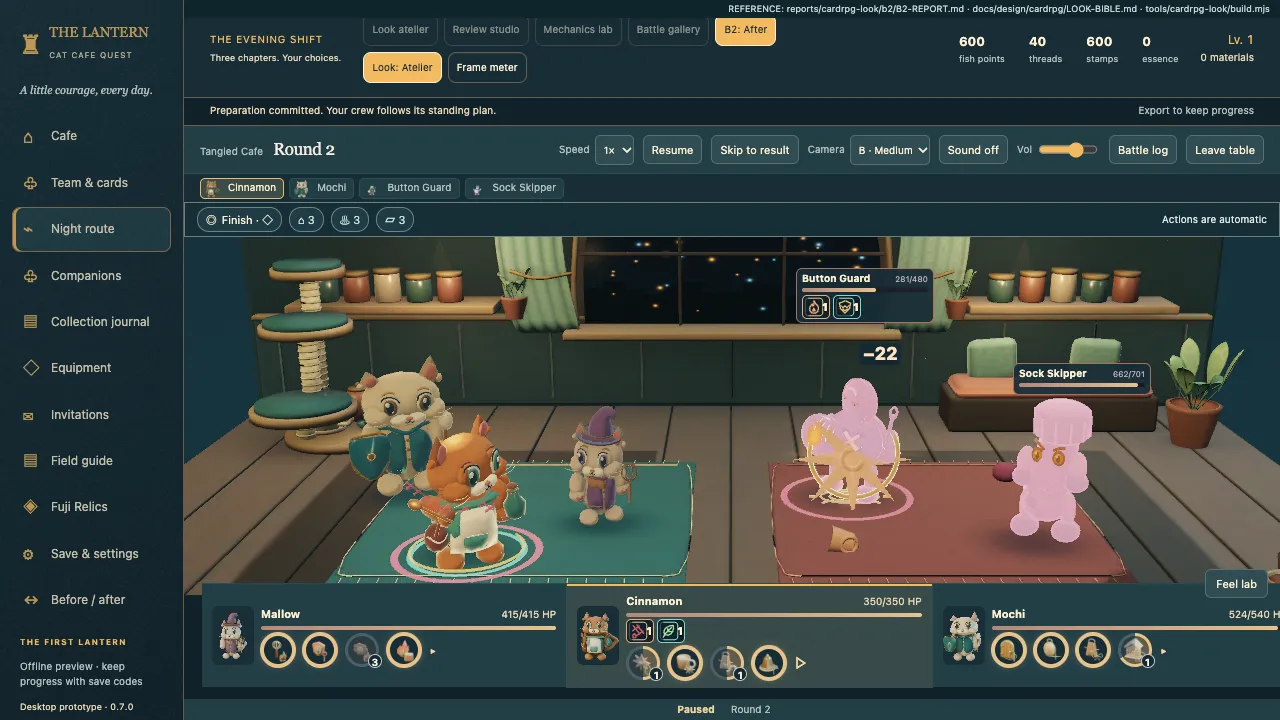 REFERENCE: reports/cardrpg-look/b2/B2-REPORT.md · docs/design/cardrpg/LOOK-BIBLE.md · tools/cardrpg-look/build.mjs
THE LANTERN
CAT CAFE QUEST
A little courage, every day.
Cafe
Team & cards
Night route
Companions
Collection journal
Equipment
Invitations
Field guide
Fuji Relics
Save & settings
Before / after
THE FIRST LANTERN
Offline preview · keep
progress with save codes
Desktop prototype · 0.7.0
THE EVENING SHIFT
Three chapters. Your choices.
Look atelier
Review studio
Mechanics lab
Battle gallery
B2: After
Look: Atelier
Frame meter
600
fish points
40
threads
600
stamps
0
essence
Lv. 1
0 materials
Preparation committed. Your crew follows its standing plan.
Export to keep progress
Tangled Cafe
Round 2
Speed
1x
Resume
Skip to result
Camera
B · Medium
Sound off
Vol
Battle log
Leave table
Cinnamon
Mochi
Button Guard
Sock Skipper
Finish ·
3
3
3
Actions are automatic
Button Guard 281/480
1
1
−22
Sock Skipper 662/701
Feel lab
Mallow 415/415 HP
3
Cinnamon 350/350 HP
1
1
1
1
Mochi 524/540 H
1
Paused
Round 2